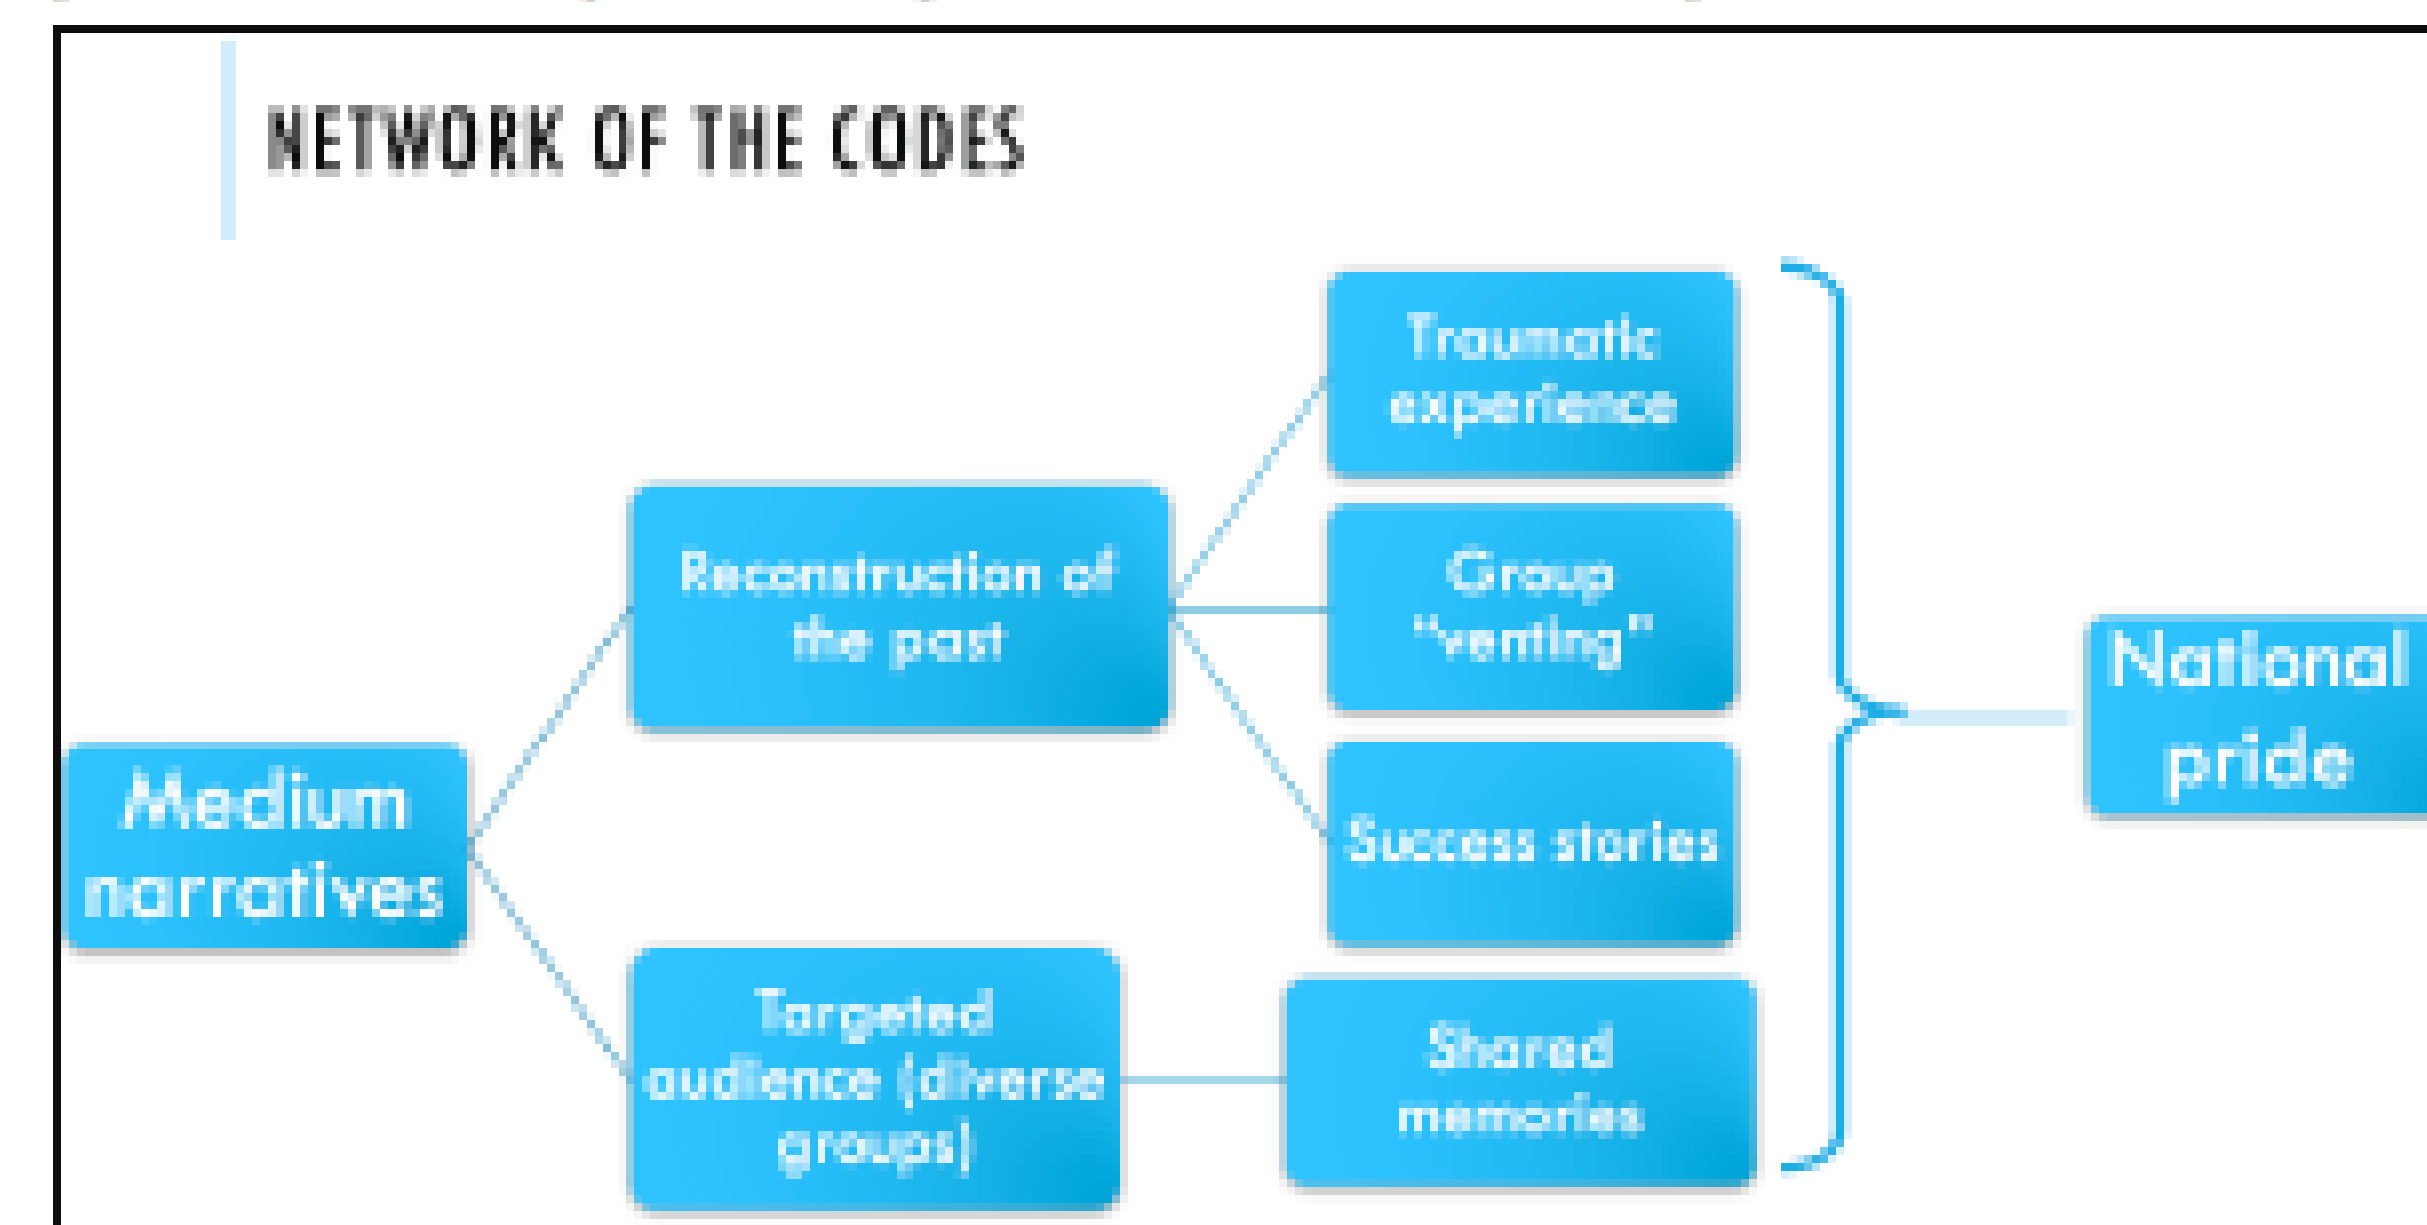 NETWORK OF THE CODES
Traumatic
experience
Reconstruction of
the past
Group
“venting”
Success stories
National
pride
Medium
narratives
Targeted
audience (diverse
groups)
Shared
memories